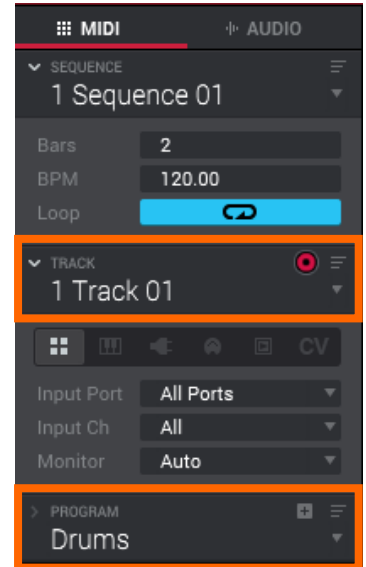 MIDI AUDIO
SEQUENCE
1 Sequence 01
Bars 2
BPM 120.00
Loop
TRACK
1 Track 01
CV
Input Port All Ports
Input Ch All
Monitor Auto
PROGRAM
Drums